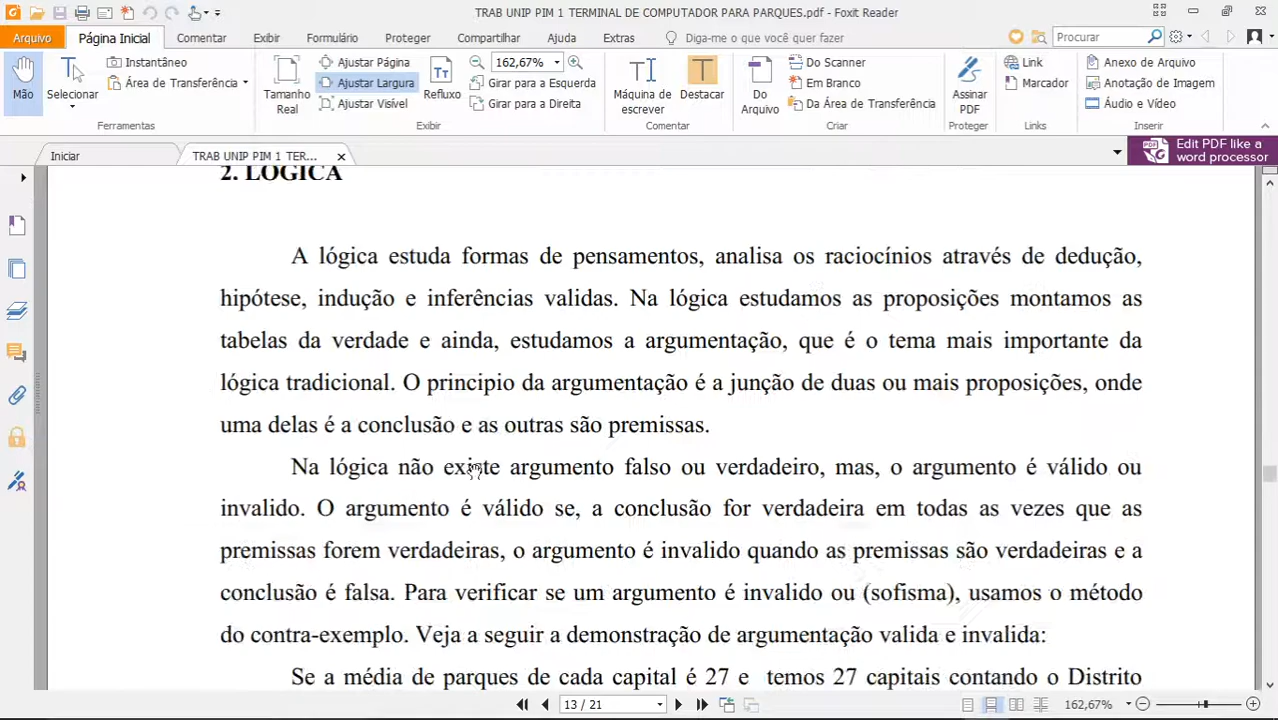 TRAB UNIP PIM 1 TERMINAL DE COMPUTADOR PARA PARQUES.pdf - Foxit Reader
Arquivo Página Inicial Comentar Exibir Formulário Proteger Compartilhar Ajuda Extras Diga-me o que você quer fazer Procurar
Mão
Selecionar
Instantâneo
Área de Transferência
Ferramentas
Tamanho Real
Ajustar Página
Ajustar Largura
Ajustar Visível
Refluxo
162,67%
Girar para a Esquerda
Girar para a Direita
Exibir
Máquina de escrever
Destacar
Comentar
Do Arquivo
Do Scanner
Em Branco
Da Área de Transferência
Criar
Assinar PDF
Proteger
Link
Marcador
Links
Anexo de Arquivo
Anotação de Imagem
Áudio e Vídeo
Inserir
Iniciar
TRAB UNIP PIM 1 TER...
Edit PDF like a
word processor
2. LÓGICA
A lógica estuda formas de pensamentos, analisa os raciocínios através de dedução,
hipótese, indução e inferências validas. Na lógica estudamos as proposições montamos as
tabelas da verdade e ainda, estudamos a argumentação, que é o tema mais importante da
lógica tradicional. O principio da argumentação é a junção de duas ou mais proposições, onde
uma delas é a conclusão e as outras são premissas.
Na lógica não existe argumento falso ou verdadeiro, mas, o argumento é válido ou
invalido. O argumento é válido se, a conclusão for verdadeira em todas as vezes que as
premissas forem verdadeiras, o argumento é invalido quando as premissas são verdadeiras e a
conclusão é falsa. Para verificar se um argumento é invalido ou (sofisma), usamos o método
do contra-exemplo. Veja a seguir a demonstração de argumentação valida e invalida:
Se a média de parques de cada capital é 27 e temos 27 capitais contando o Distrito
13 / 21
162,67%